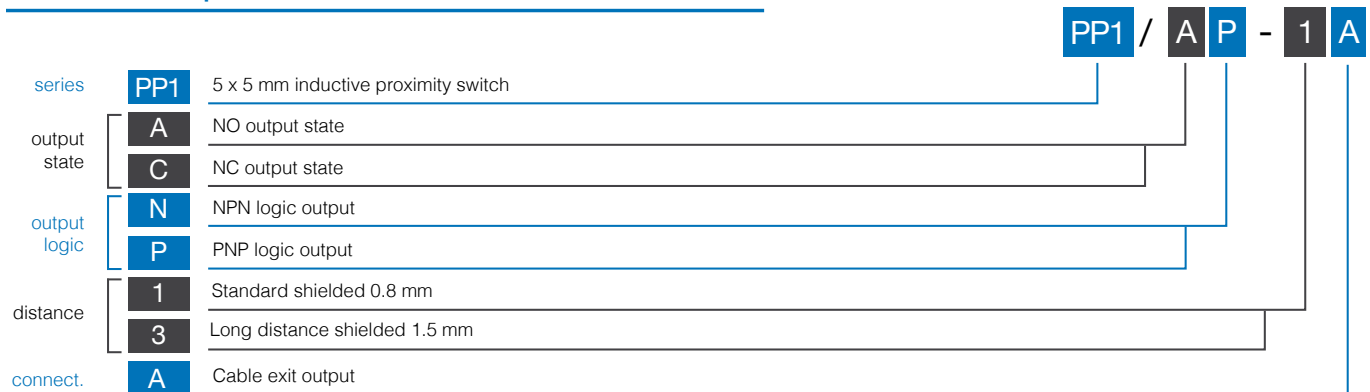 PP1 / A P - 1 A
series PP1 5 x 5 mm inductive proximity switch
output state
A NO output state
C NC output state
output logic
N NPN logic output
P PNP logic output
distance
1 Standard shielded 0.8 mm
3 Long distance shielded 1.5 mm
connect. A Cable exit output